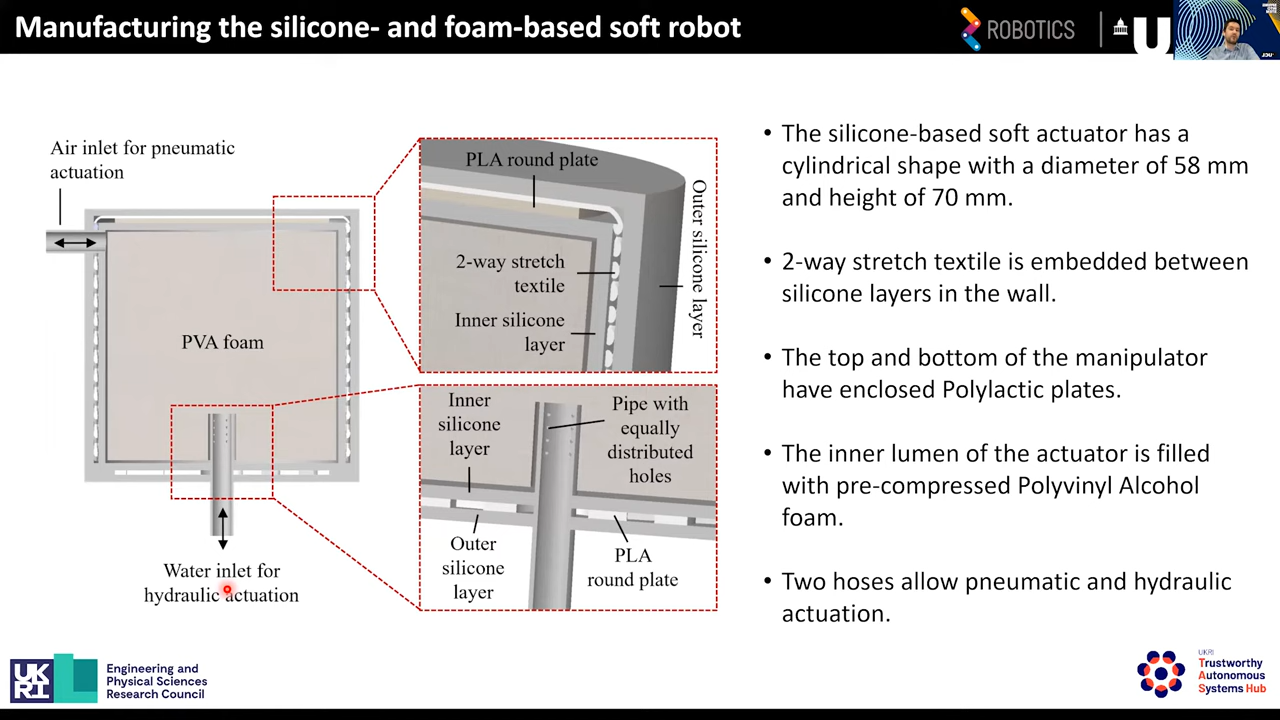 Manufacturing the silicone- and foam-based soft robot
ROBOTICS
U
Air inlet for pneumatic
actuation
PVA foam
Water inlet for
hydraulic actuation
PLA round plate
2-way stretch
textile
Inner silicone
layer
Outer silicone layer
Inner
silicone
layer
Pipe with
equally
distributed
holes
Outer
silicone
layer
PLA
round plate
• The silicone-based soft actuator has a
cylindrical shape with a diameter of 58 mm
and height of 70 mm.
• 2-way stretch textile is embedded between
silicone layers in the wall.
• The top and bottom of the manipulator
have enclosed Polylactic plates.
• The inner lumen of the actuator is filled
with pre-compressed Polyvinyl Alcohol
foam.
• Two hoses allow pneumatic and hydraulic
actuation.
UK
RI
Engineering and
Physical Sciences
Research Council
UKRI
Trustworthy
Autonomous
Systems Hub